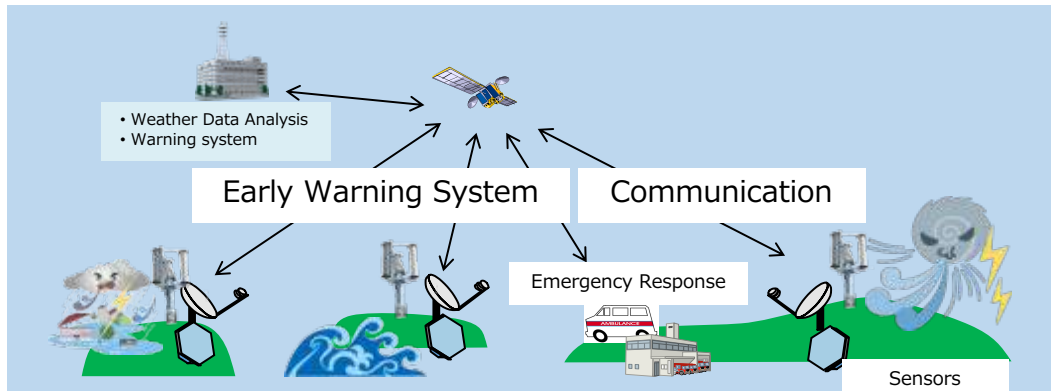 • Weather Data Analysis
• Warning system
Early Warning System
Communication
Emergency Response
AMBULANCE
Sensors